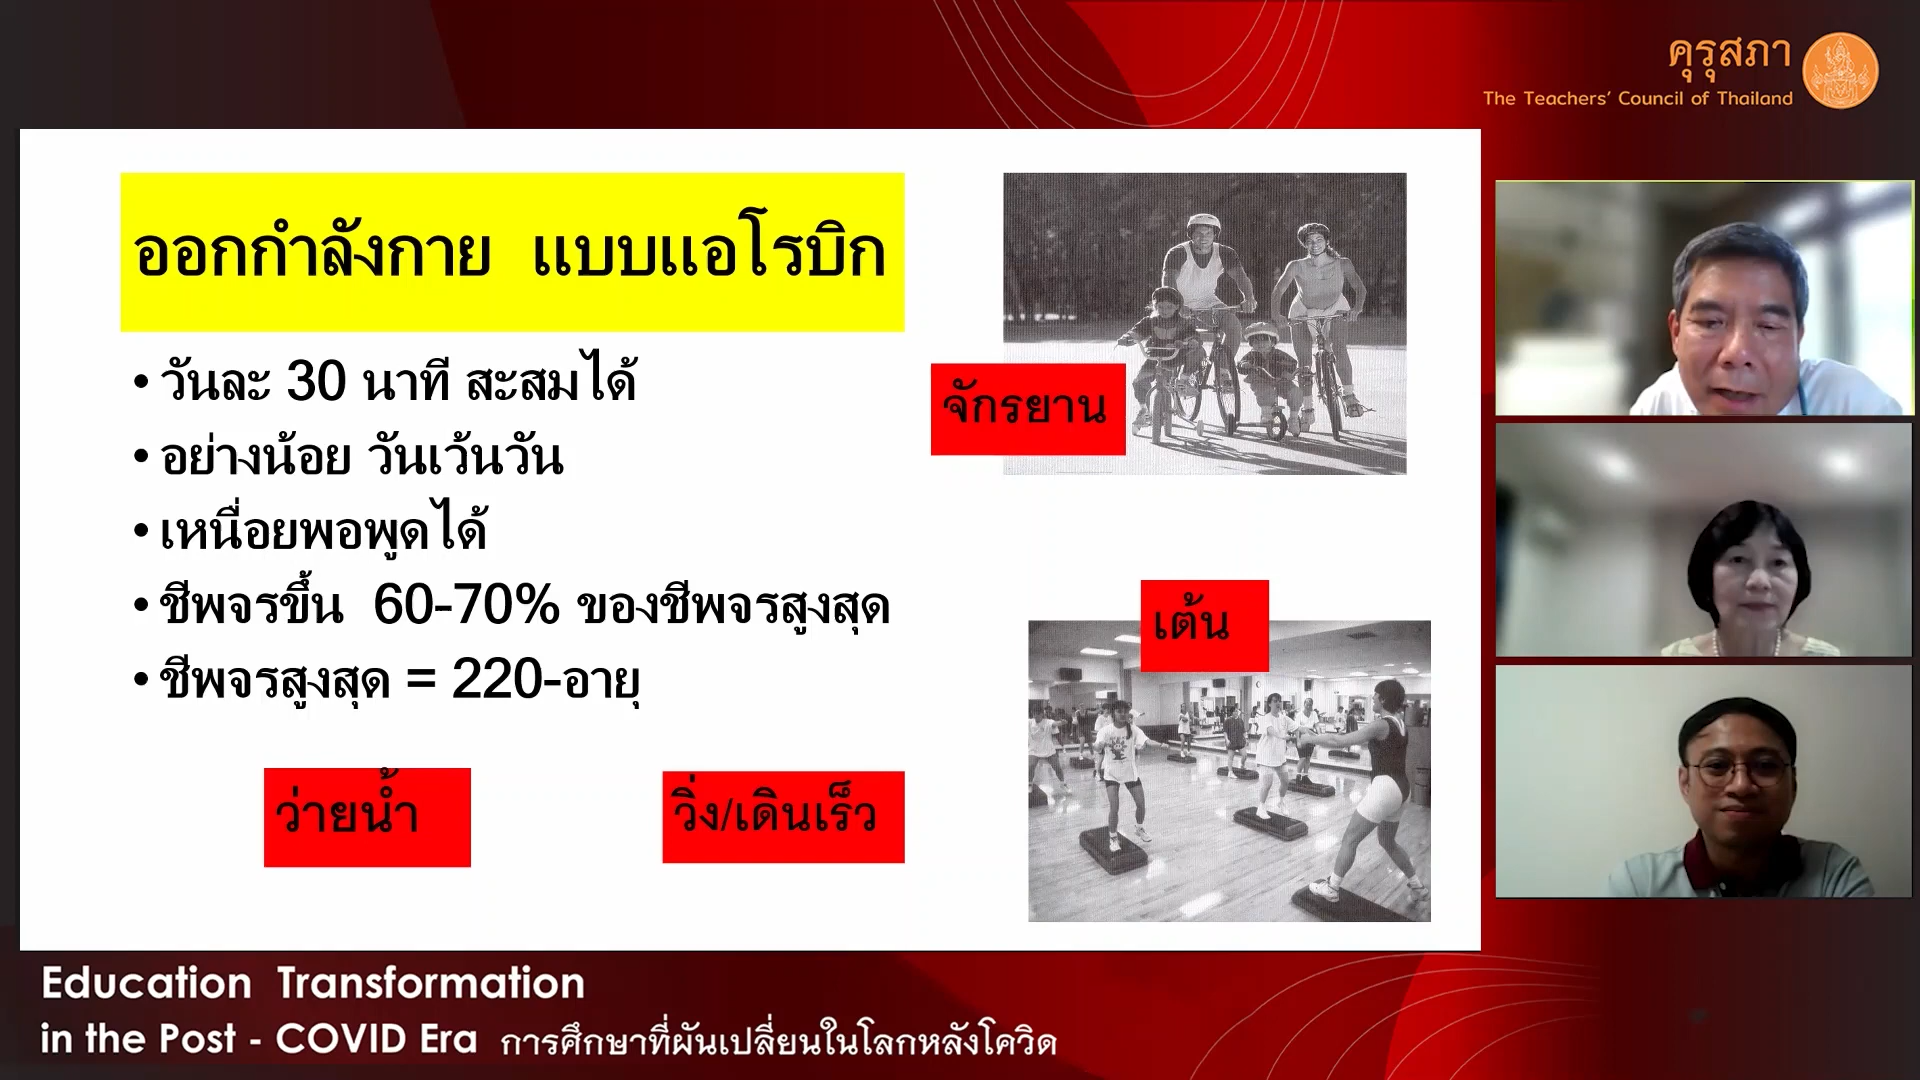 คุรุสภา
The Teachers' Council of Thailand
ออกกำลังกาย แบบแอโรบิก
• วันละ 30 นาที สะสมได้
• อย่างน้อย วันเว้นวัน
• เหนื่อยพอพูดได้
• ชีพจรขึ้น 60-70% ของชีพจรสูงสุด
• ชีพจรสูงสุด = 220-อายุ
จักรยาน
เต้น
ว่ายน้ำ
วิ่ง/เดินเร็ว
Education Transformation
in the Post - COVID Era การศึกษาที่ผันเปลี่ยนในโลกหลังโควิด